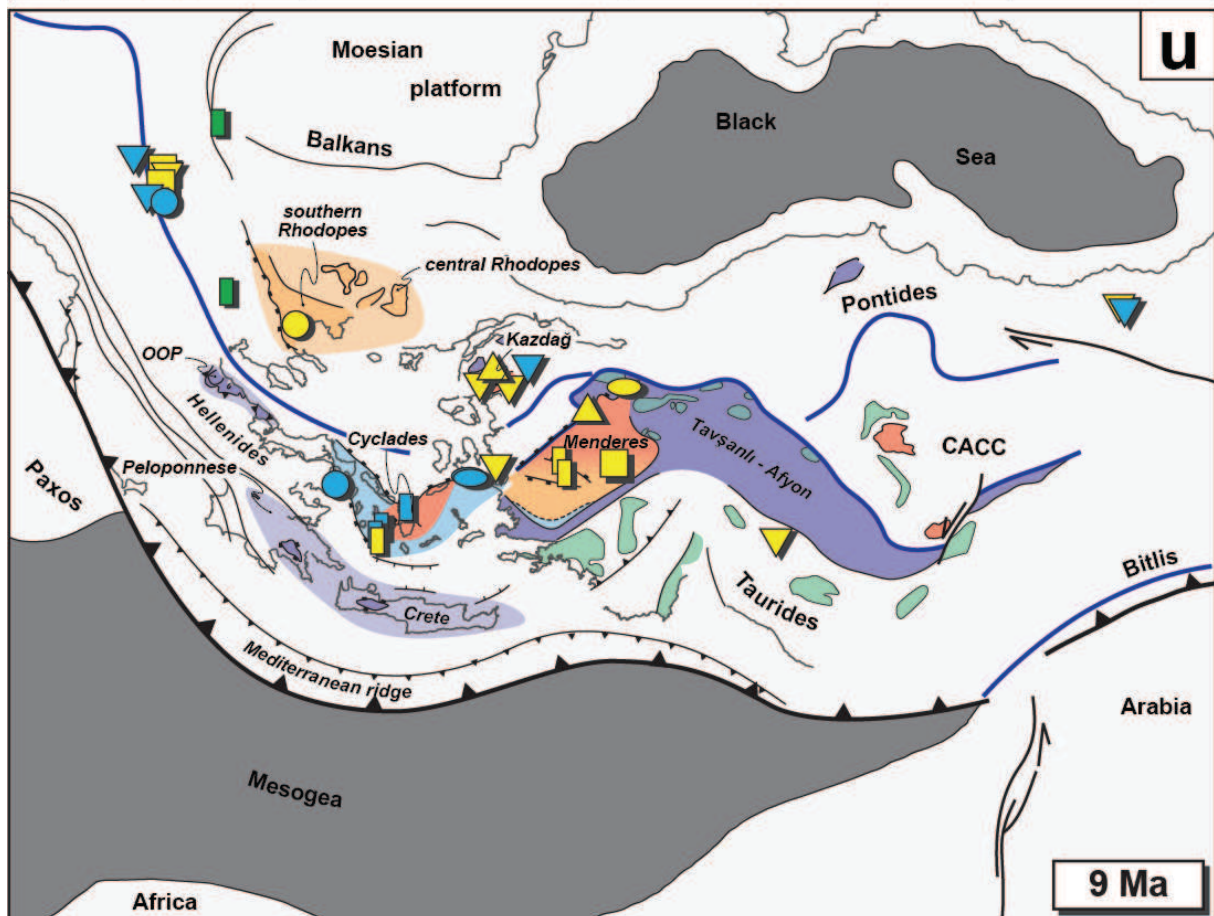 u
Moesian
platform
Black
Sea
Balkans
southern
Rhodopes
central Rhodopes
Pontides
Kazdağ
OOP
Hellenides
Cyclades
Menderes
Tavşanlı - Afyon
CACC
Peloponnese
Paxos
Bitlis
Taurides
Crete
Mediterranean ridge
Arabia
Mesogea
9 Ma
Africa